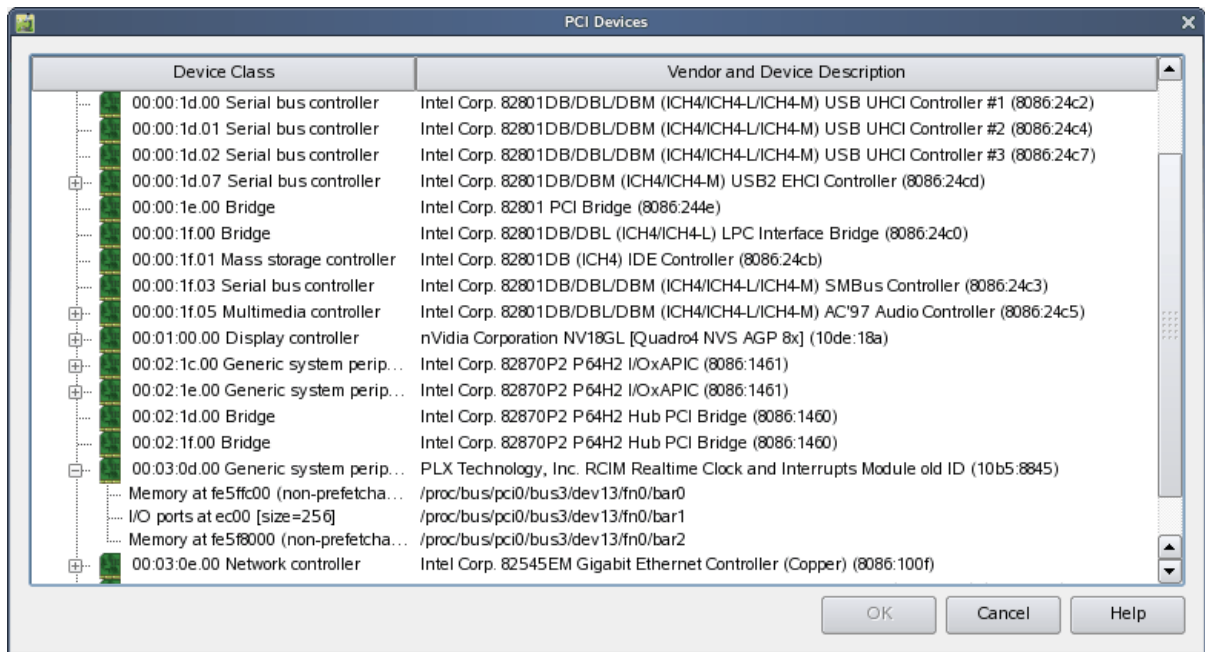 PCI Devices
Device Class Vendor and Device Description
00:00:1d.00 Serial bus controller Intel Corp. 82801DB/DBL/DBM (ICH4/ICH4-L/ICH4-M) USB UHCI Controller #1 (8086:24c2)
00:00:1d.01 Serial bus controller Intel Corp. 82801DB/DBL/DBM (ICH4/ICH4-L/ICH4-M) USB UHCI Controller #2 (8086:24c4)
00:00:1d.02 Serial bus controller Intel Corp. 82801DB/DBL/DBM (ICH4/ICH4-L/ICH4-M) USB UHCI Controller #3 (8086:24c7)
00:00:1d.07 Serial bus controller Intel Corp. 82801DB/DBM (ICH4/ICH4-M) USB2 EHCI Controller (8086:24cd)
00:00:1e.00 Bridge Intel Corp. 82801 PCI Bridge (8086:244e)
00:00:1f.00 Bridge Intel Corp. 82801DB/DBL (ICH4/ICH4-L) LPC Interface Bridge (8086:24c0)
00:00:1f.01 Mass storage controller Intel Corp. 82801DB (ICH4) IDE Controller (8086:24cb)
00:00:1f.03 Serial bus controller Intel Corp. 82801DB/DBL/DBM (ICH4/ICH4-L/ICH4-M) SMBus Controller (8086:24c3)
00:00:1f.05 Multimedia controller Intel Corp. 82801DB/DBL/DBM (ICH4/ICH4-L/ICH4-M) AC'97 Audio Controller (8086:24c5)
00:01:00.00 Display controller nVidia Corporation NV18GL [Quadro4 NVS AGP 8x] (10de:18a)
00:02:1c.00 Generic system perip... Intel Corp. 82870P2 P64H2 I/OxAPIC (8086:1461)
00:02:1e.00 Generic system perip... Intel Corp. 82870P2 P64H2 I/OxAPIC (8086:1461)
00:02:1d.00 Bridge Intel Corp. 82870P2 P64H2 Hub PCI Bridge (8086:1460)
00:02:1f.00 Bridge Intel Corp. 82870P2 P64H2 Hub PCI Bridge (8086:1460)
00:03:0d.00 Generic system perip... PLX Technology, Inc. RCIM Realtime Clock and Interrupts Module old ID (10b5:8845)
Memory at fe5ffc00 (non-prefetcha... /proc/bus/pci0/bus3/dev13/fn0/bar0
I/O ports at ec00 [size=256] /proc/bus/pci0/bus3/dev13/fn0/bar1
Memory at fe5f8000 (non-prefetcha... /proc/bus/pci0/bus3/dev13/fn0/bar2
00:03:0e.00 Network controller Intel Corp. 82545EM Gigabit Ethernet Controller (Copper) (8086:100f)
OK Cancel Help